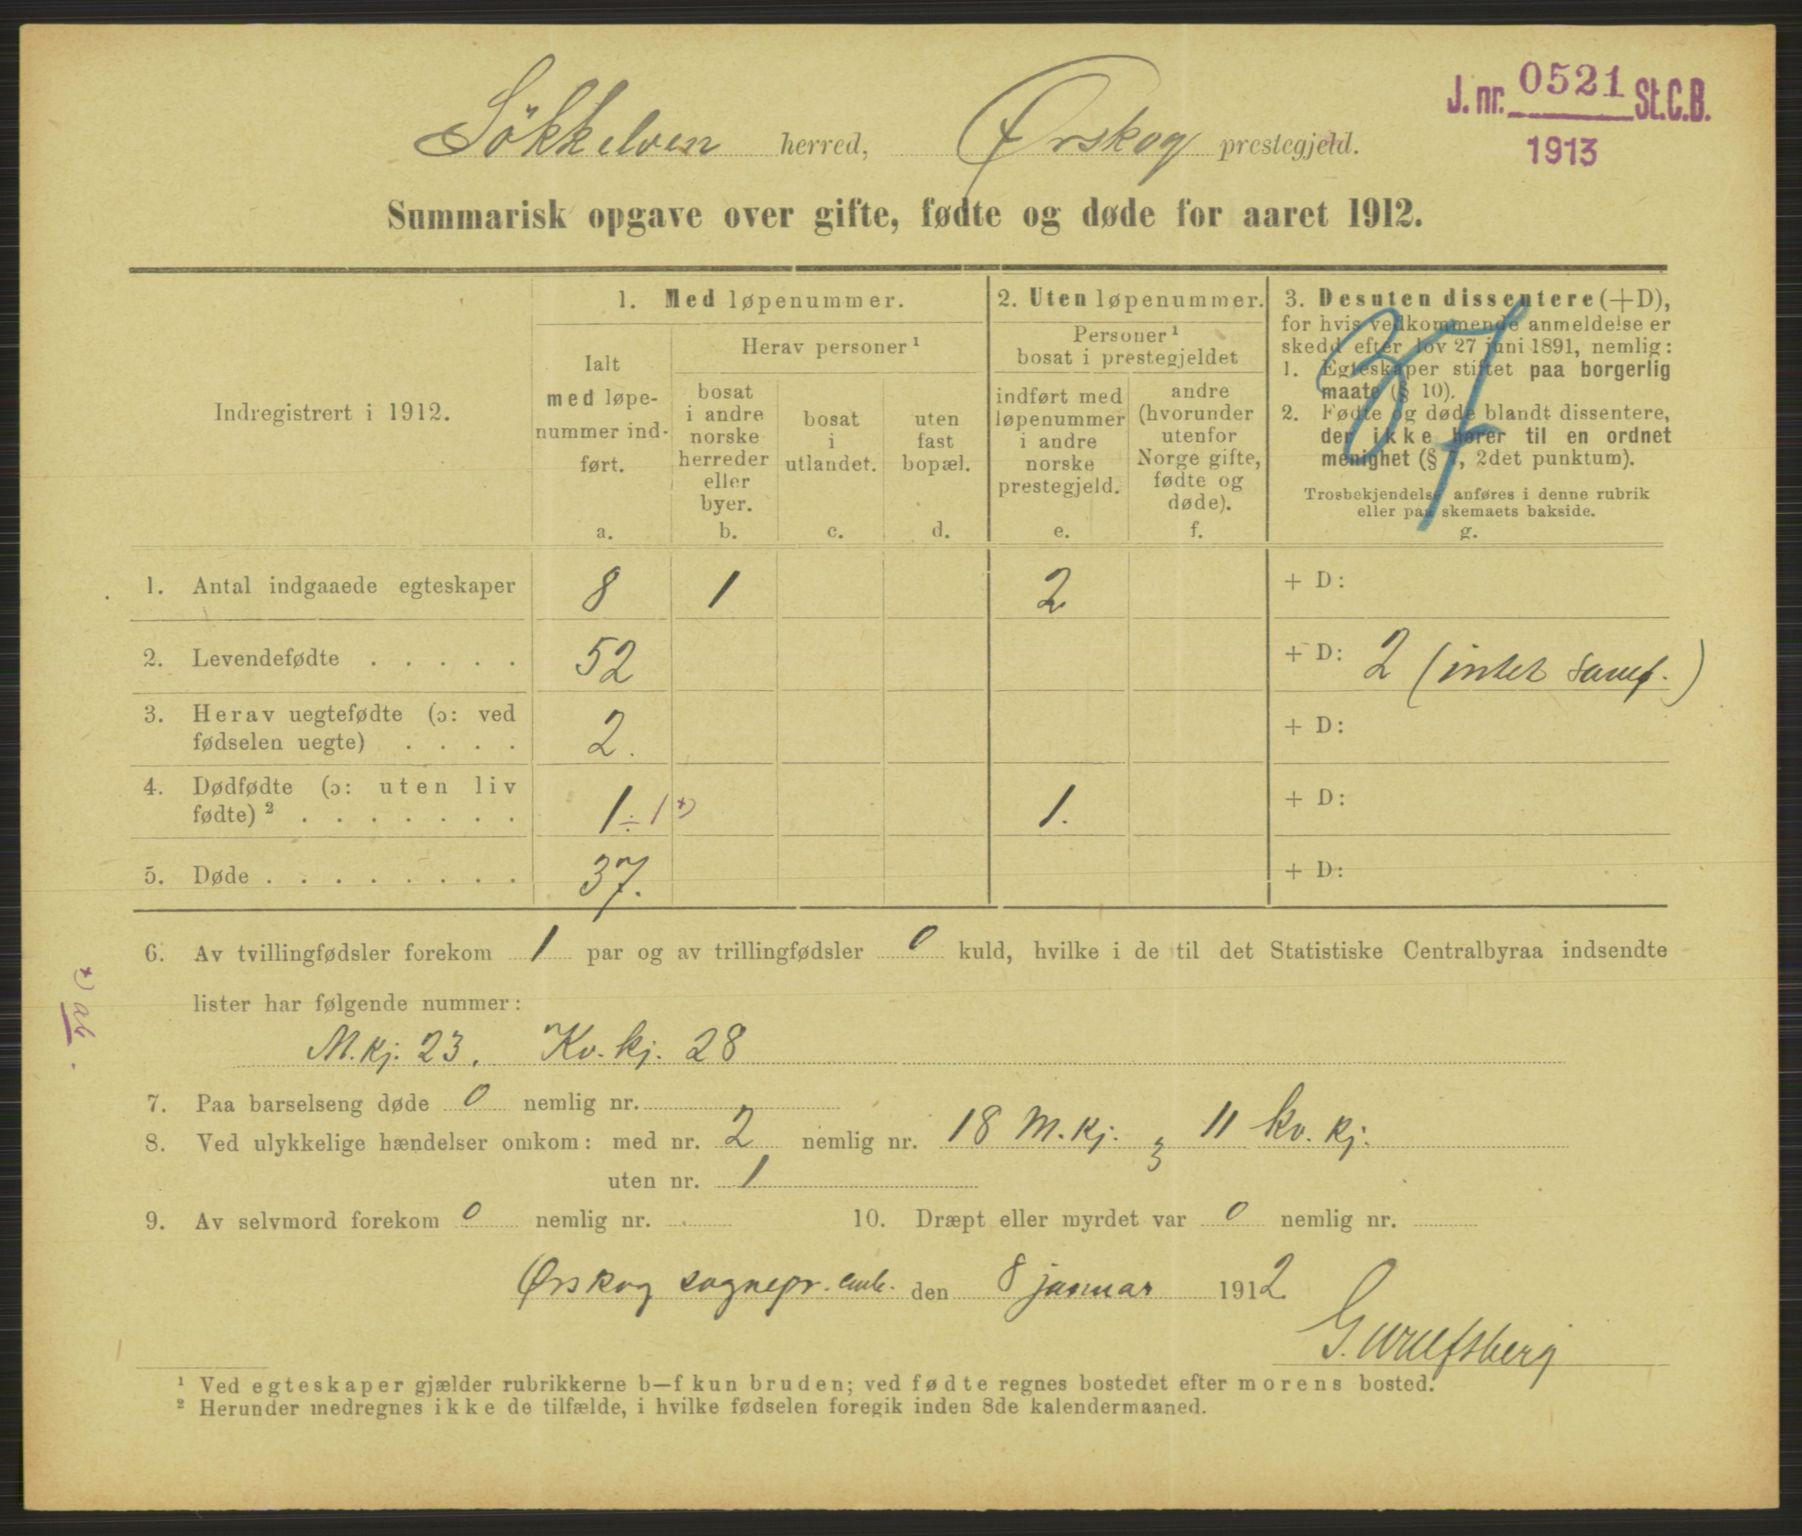 J. nr. 0521 St.C.B.
1913
Søkkelven herred, Ørskog prestegjeld.
Summarisk opgave over gifte, fødte og døde for aaret 1912.
Indregistrert i 1912.
1. Med løpenummer.
Ialt
med løpe-
nummer ind-
ført.
a.
Herav personer ¹
bosat
i andre
norske
herreder
eller
byer.
b.
bosat
i
utlandet.
c.
uten
fast
bopæl.
d.
2. Uten løpenummer.
Personer ¹
bosat i prestegjeldet
indført med
løpenummer
i andre
norske
prestegjeld.
e.
andre
(hvorunder
utenfor
Norge gifte,
fødte og
døde).
f.
3. Desuten dissentere (+D),
for hvis vedkommende anmeldelse er
skedd efter lov 27 juni 1891, nemlig:
1. Egteskaper stiftet paa borgerlig
maate (§ 10).
2. Fødte og døde blandt dissentere,
der ikke hører til en ordnet
menighet (§ 7, 2det punktum).
Trosbekjendelse anføres i denne rubrik
eller paa skemaets bakside.
g.
37
1. Antal indgaaede egteskaper 8 1 2 + D:
2. Levendefødte . . . . . 52 + D: 2 (intet samf.)
3. Herav uegtefødte (ɔ: ved
fødselen uegte) . . . . 2. + D:
4. Dødfødte (ɔ: uten liv
fødte) ² . . . . . . . 1 ÷ 1 *) 1. + D:
5. Døde . . . . . . . . 37. + D:
6. Av tvillingfødsler forekom 1 par og av trillingfødsler 0 kuld, hvilke i de til det Statistiske Centralbyraa indsendte
lister har følgende nummer:
M.kj. 23. Kv.kj. 28
7. Paa barselseng døde 0 nemlig nr.
8. Ved ulykkelige hændelser omkom: med nr. 2 nemlig nr. 18 M.kj. ; 11 kv. kj.
uten nr. 1
9. Av selvmord forekom 0 nemlig nr. 10. Dræpt eller myrdet var 0 nemlig nr.
Ørskog sognepr. emb. den 8 januar 1912.
G. Wulfsberg
¹ Ved egteskaper gjælder rubrikkerne b—f kun bruden; ved fødte regnes bostedet efter morens bosted.
² Herunder medregnes ikke de tilfælde, i hvilke fødselen foregik inden 8de kalendermaaned.